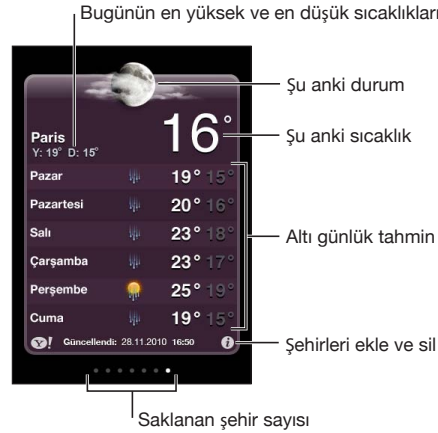 Bugünün en yüksek ve en düşük sıcaklıkları
Şu anki durum
Paris
Y: 19° D: 15°
16°
Şu anki sıcaklık
Pazar 19° 15°
Pazartesi 20° 16°
Salı 23° 18°
Altı günlük tahmin
Çarşamba 23° 17°
Perşembe 25° 19°
Cuma 19° 15°
Y! Güncellendi: 28.11.2010 16:50 i
Şehirleri ekle ve sil
Saklanan şehir sayısı